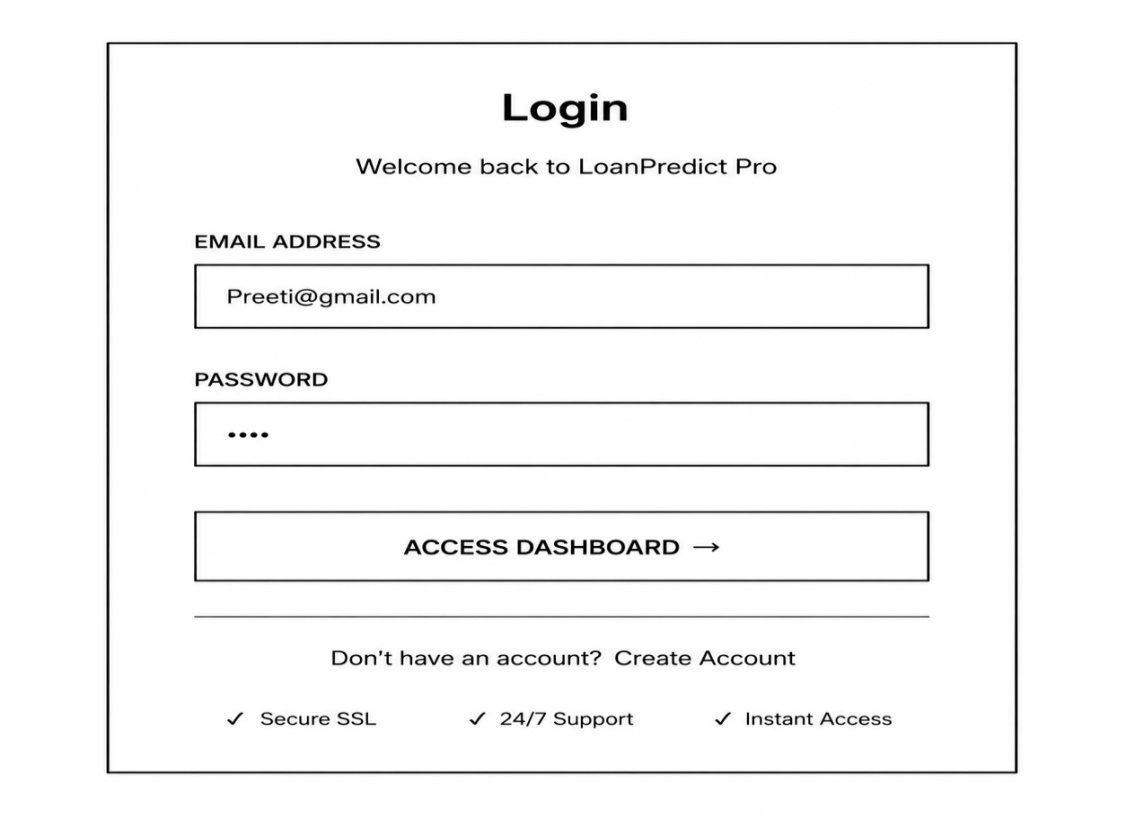 Login
Welcome back to LoanPredict Pro
EMAIL ADDRESS
Preeti@gmail.com
PASSWORD
••••
ACCESS DASHBOARD →
Don't have an account? Create Account
✓ Secure SSL ✓ 24/7 Support ✓ Instant Access